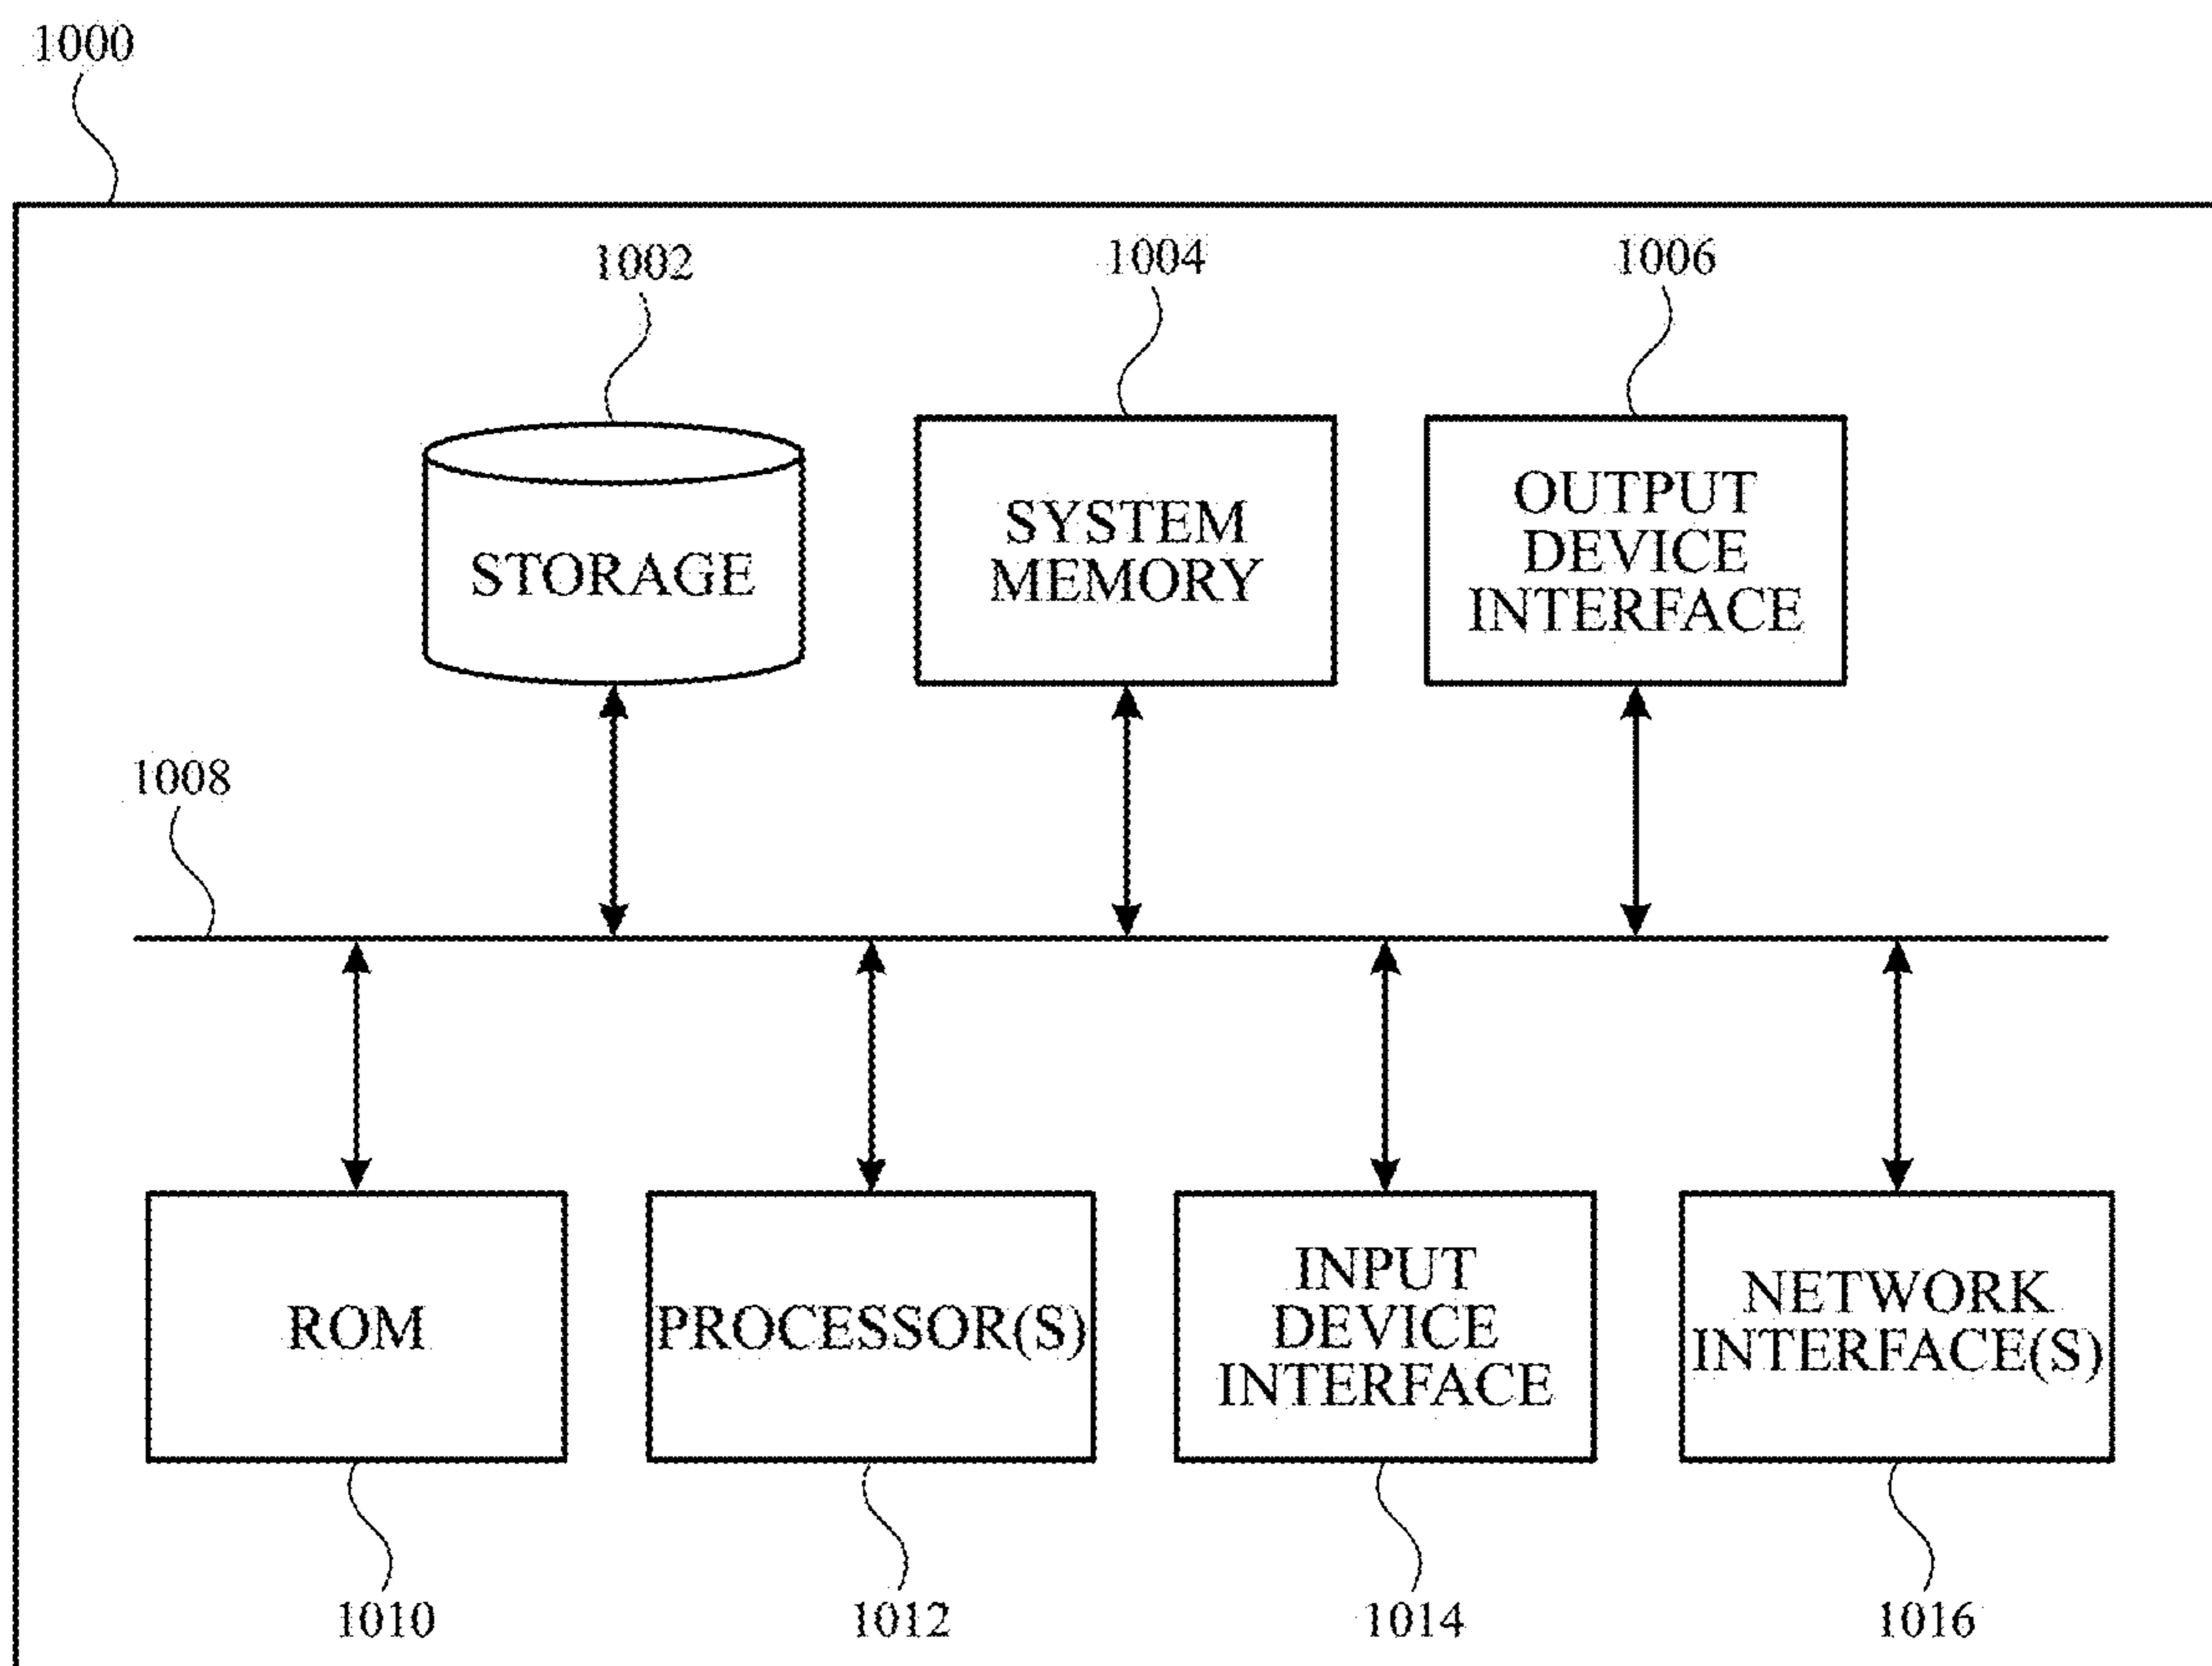 1000
1002
1004
1006
STORAGE
SYSTEM
MEMORY
OUTPUT
DEVICE
INTERFACE
1008
ROM
PROCESSOR(S)
INPUT
DEVICE
INTERFACE
NETWORK
INTERFACE(S)
1010
1012
1014
1016